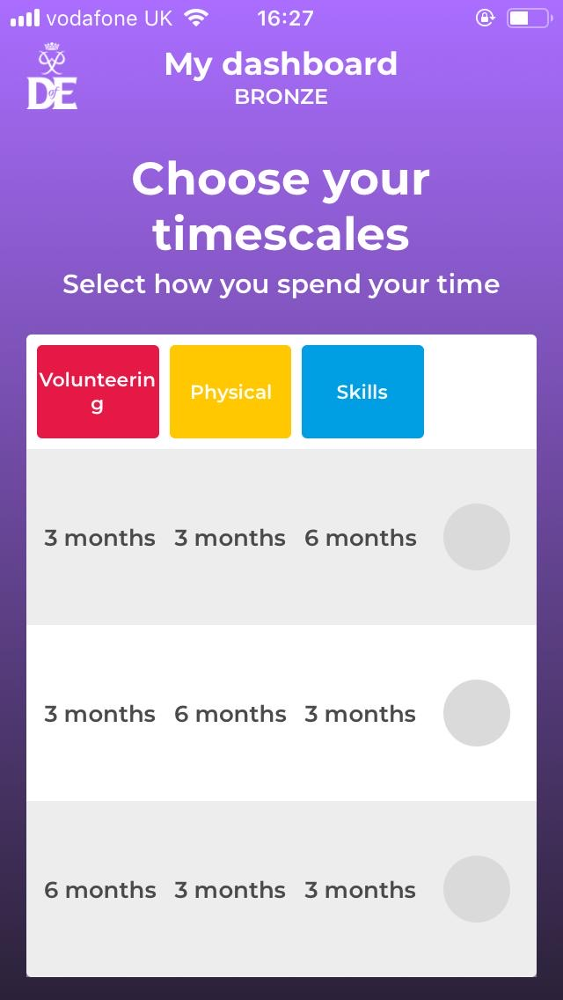 vodafone UK 16:27
DofE
My dashboard
BRONZE
Choose your
timescales
Select how you spend your time
Volunteerin
g
Physical
Skills
3 months 3 months 6 months
3 months 6 months 3 months
6 months 3 months 3 months